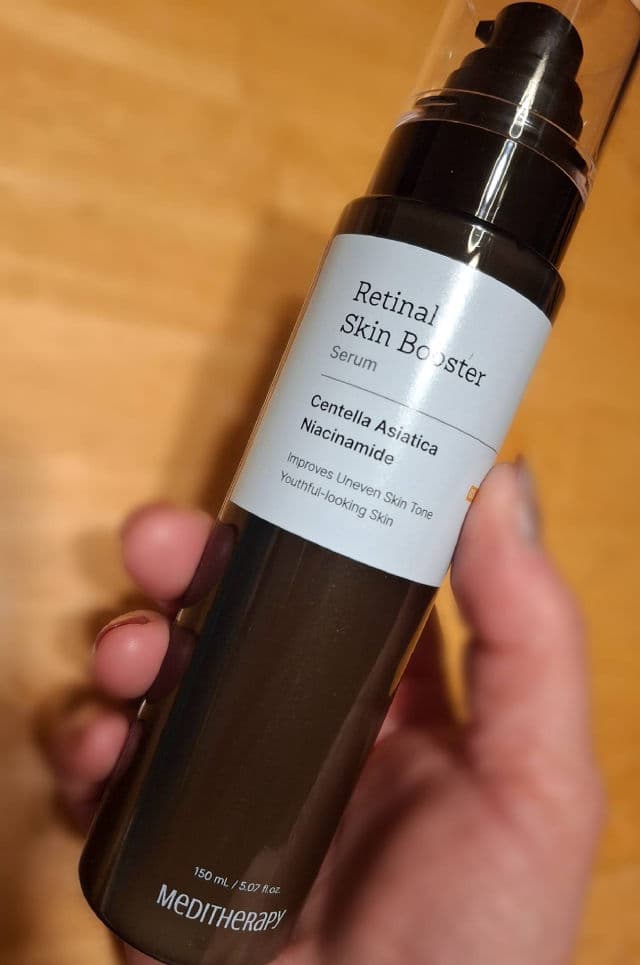 Retinal
Skin Booster
Serum
Centella Asiatica
Niacinamide
Improves Uneven Skin Tone
Youthful-looking Skin
150 mL / 5.07 fl.oz.
MEDITHERAPY